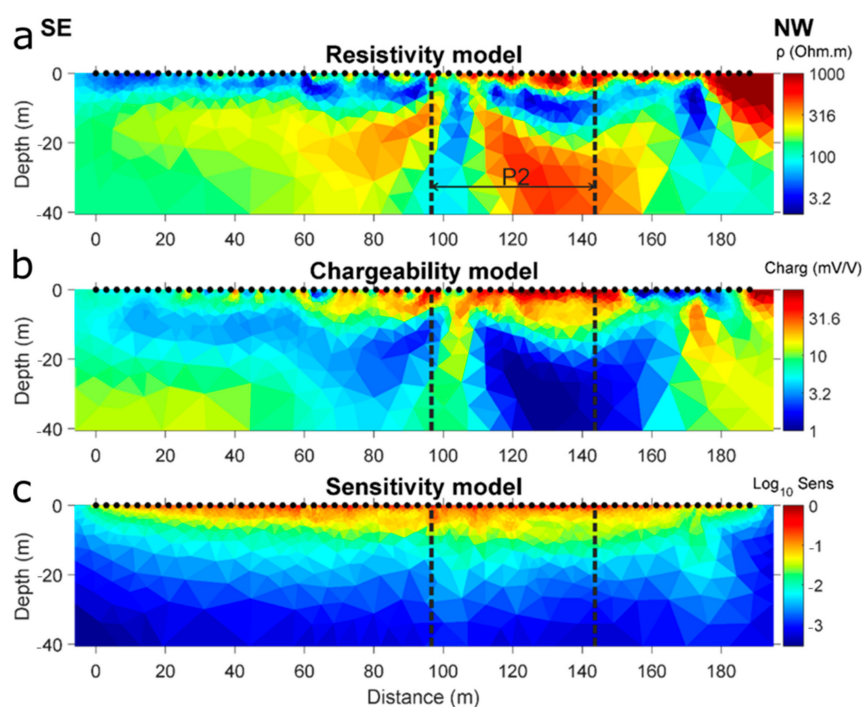 a SE NW
Resistivity model ρ (Ohm.m)
0 1000
Depth (m) -20 316
100
P2
-40 3.2
0 20 40 60 80 100 120 140 160 180
b Chargeability model Charg (mV/V)
0
31.6
Depth (m) -20 10
3.2
-40 1
0 20 40 60 80 100 120 140 160 180
c Sensitivity model Log10 Sens
0 0
-1
Depth (m) -20 -2
-3
-40
0 20 40 60 80 100 120 140 160 180
Distance (m)